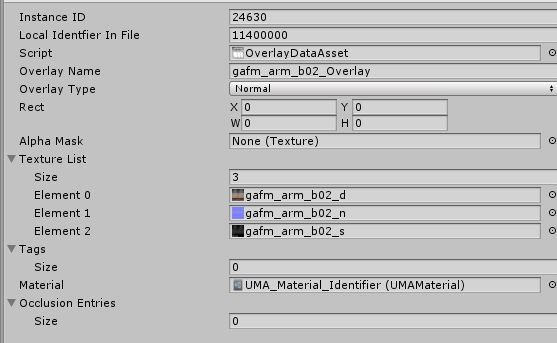 Instance ID 24630
Local Identfier In File 11400000
Script OverlayDataAsset
Overlay Name gafm_arm_b02_Overlay
Overlay Type Normal
Rect X 0 Y 0
W 0 H 0
Alpha Mask None (Texture)
Texture List
Size 3
Element 0 gafm_arm_b02_d
Element 1 gafm_arm_b02_n
Element 2 gafm_arm_b02_s
Tags
Size 0
Material UMA_Material_Identifier (UMAMaterial)
Occlusion Entries
Size 0